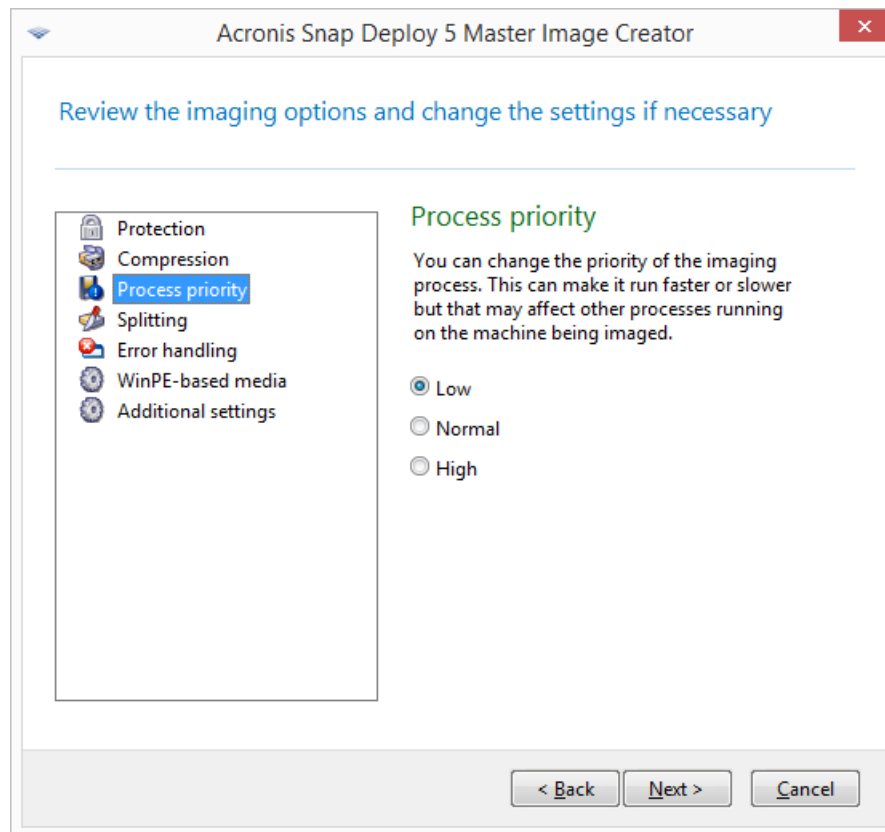 Acronis Snap Deploy 5 Master Image Creator
Review the imaging options and change the settings if necessary
Protection
Compression
Process priority
Splitting
Error handling
WinPE-based media
Additional settings
Process priority
You can change the priority of the imaging
process. This can make it run faster or slower
but that may affect other processes running
on the machine being imaged.
Low
Normal
High
< Back
Next >
Cancel